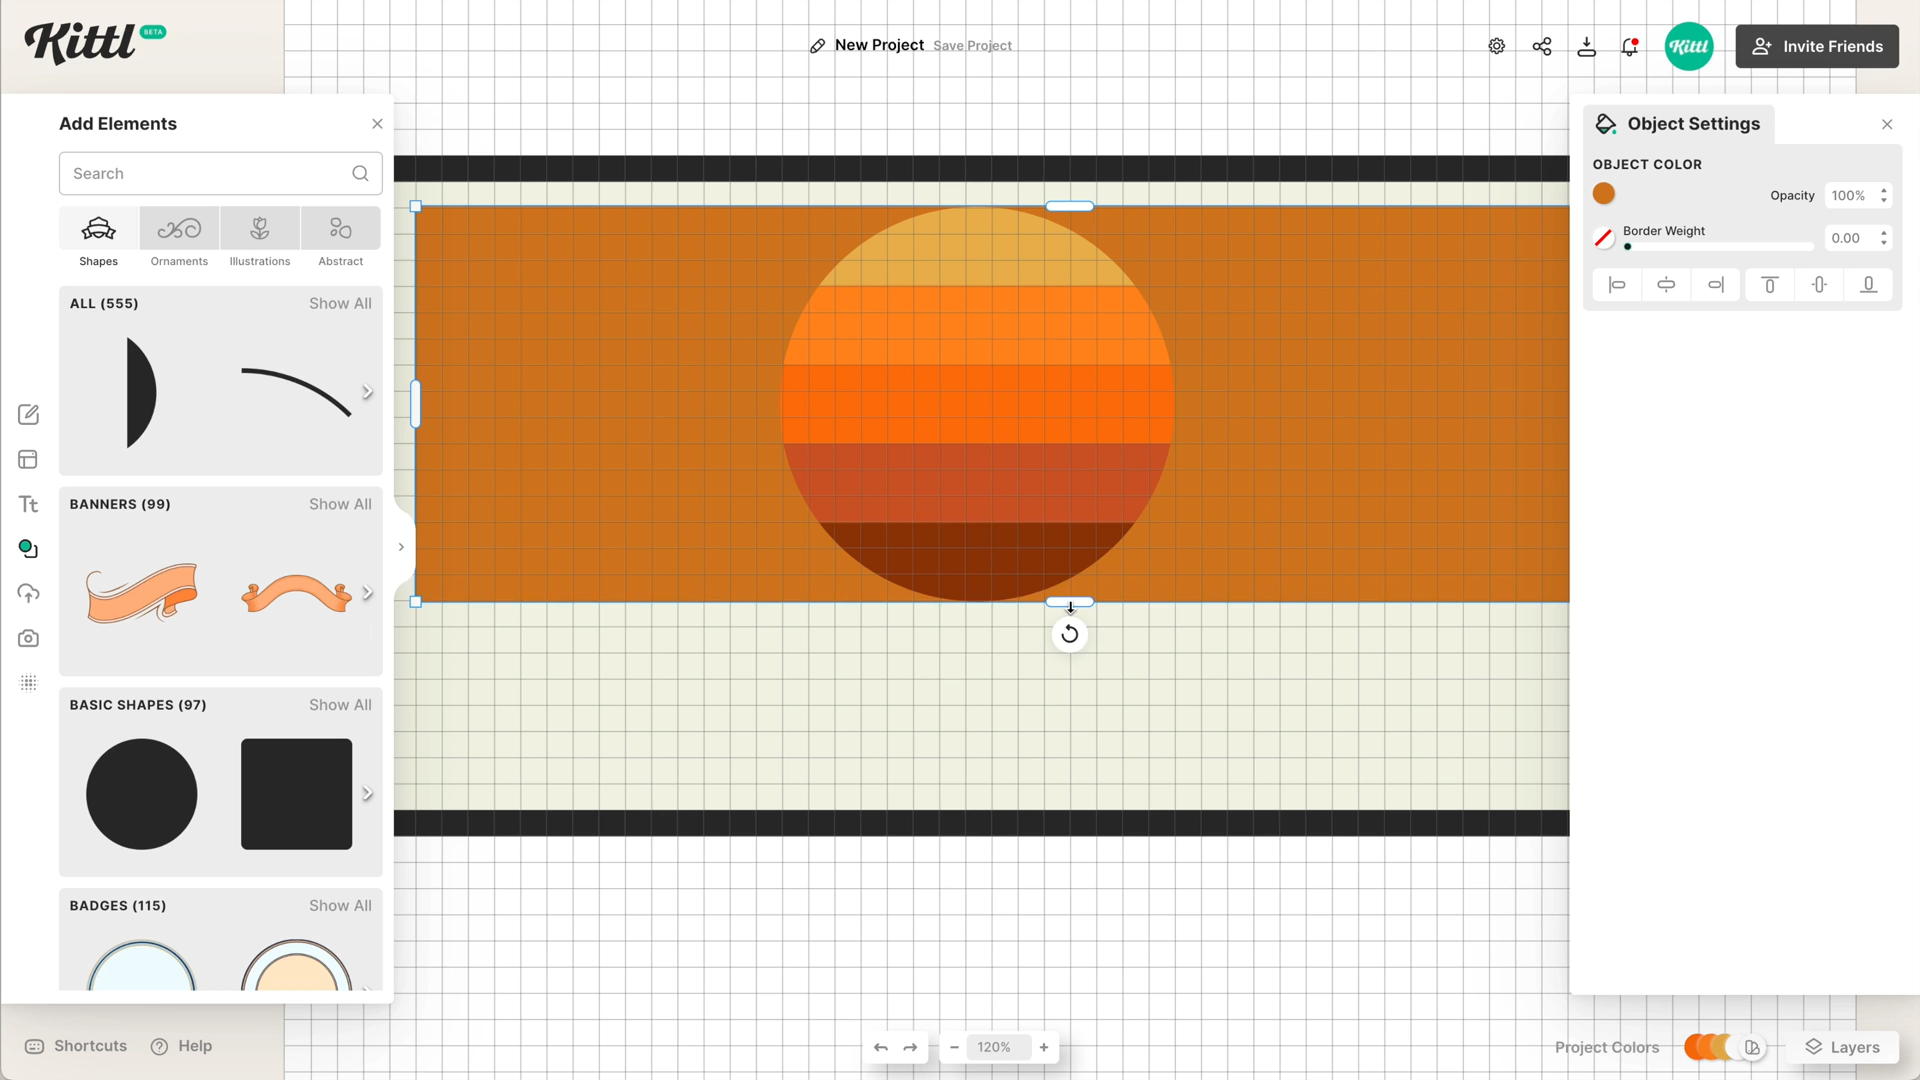 Kittl BETA
New Project Save Project
Kittl
Invite Friends
Add Elements
Search
Shapes Ornaments Illustrations Abstract
ALL (555) Show All
BANNERS (99) Show All
BASIC SHAPES (97) Show All
BADGES (115) Show All
Object Settings
OBJECT COLOR
Opacity 100%
Border Weight 0.00
Tt
Shortcuts Help
120%
Project Colors Layers